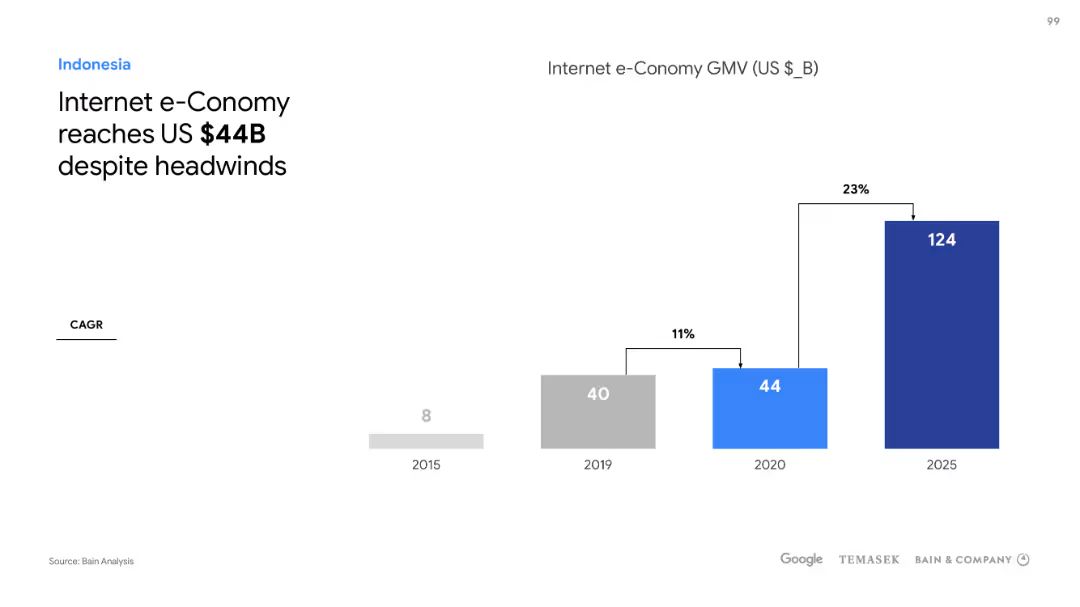 99
Indonesia
Internet e-Conomy
reaches US $44B
despite headwinds
Internet e-Conomy GMV (US $_B)
CAGR
23%
124
11%
40
44
8
2015
2019
2020
2025
Source: Bain Analysis
Google
TEMASEK
BAIN & COMPANY